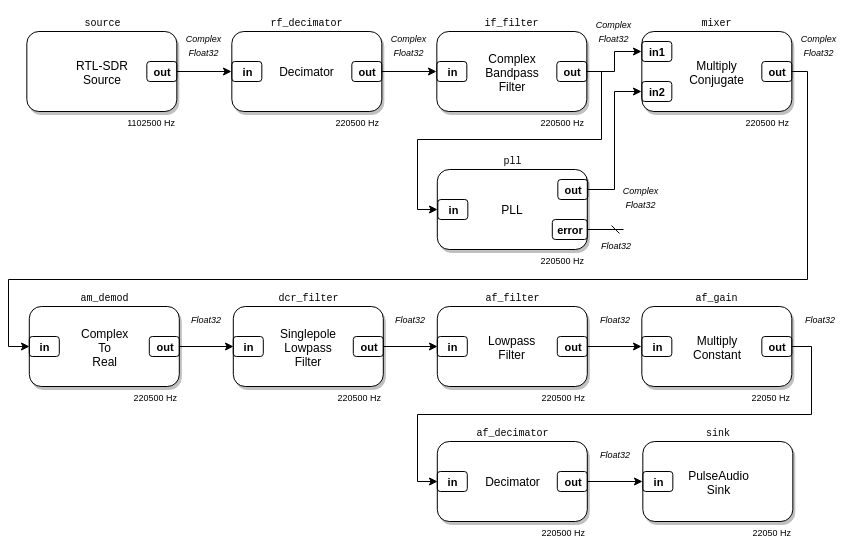 source
RTL-SDR
Source
out
1102500 Hz
Complex
Float32
rf_decimator
in
Decimator
out
220500 Hz
Complex
Float32
if_filter
in
Complex
Bandpass
Filter
out
220500 Hz
Complex
Float32
mixer
in1
in2
Multiply
Conjugate
out
220500 Hz
Complex
Float32
pll
in
PLL
out
error
220500 Hz
Complex
Float32
Float32
am_demod
in
Complex
To
Real
out
220500 Hz
Float32
dcr_filter
in
Singlepole
Lowpass
Filter
out
220500 Hz
Float32
af_filter
in
Lowpass
Filter
out
220500 Hz
Float32
af_gain
in
Multiply
Constant
out
22050 Hz
Float32
af_decimator
in
Decimator
out
220500 Hz
Float32
sink
in
PulseAudio
Sink
22050 Hz